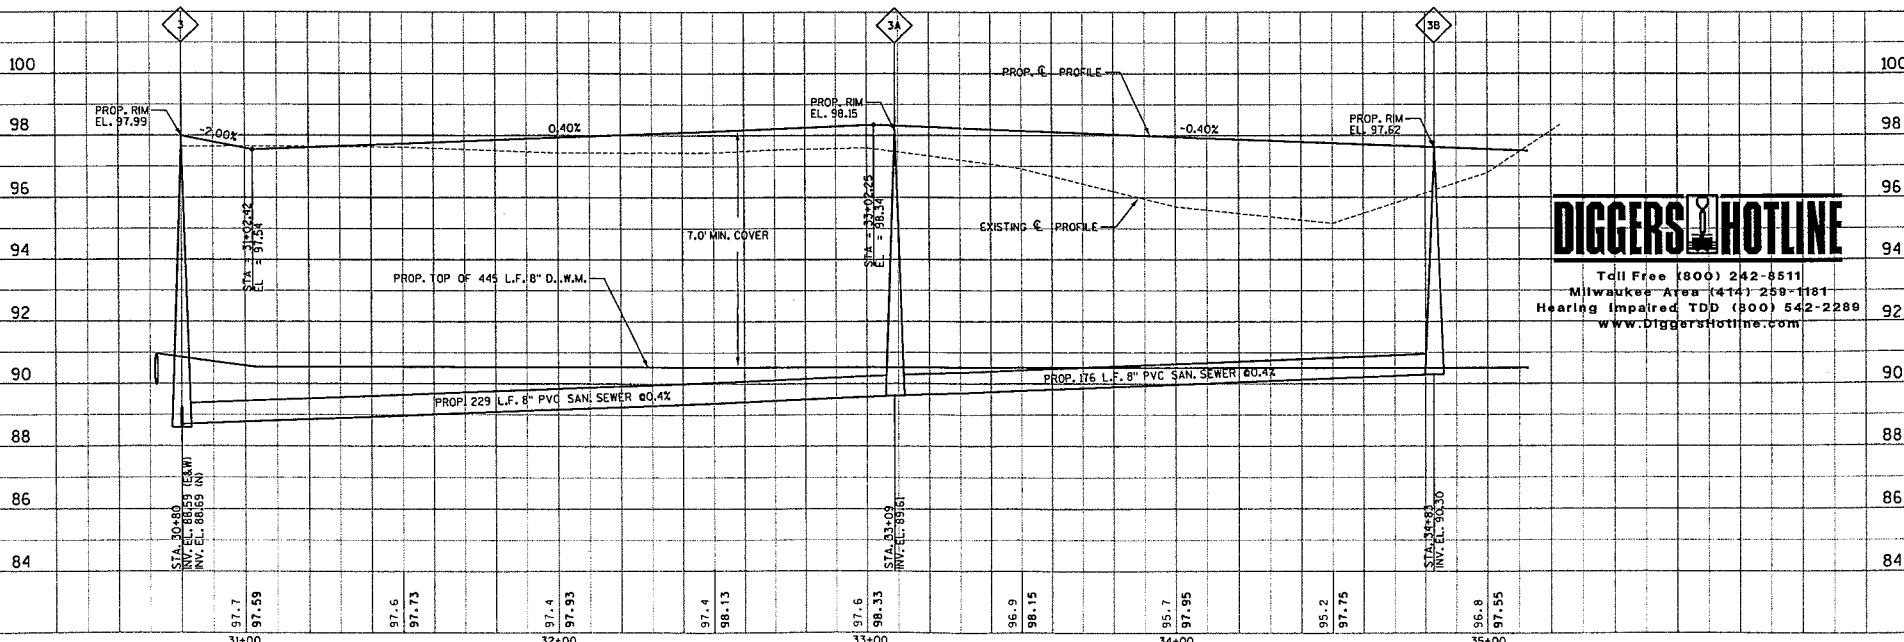 3
3A
3B
100
100
PROP. ℄ PROFILE
PROP. RIM
EL. 97.99
PROP. RIM
EL. 98.15
PROP. RIM
EL. 97.62
98
-2.00%
0.40%
-0.40%
98
96
96
STA = 31+02.42
EL = 97.54
STA = 33+02.25
EL = 98.34
7.0' MIN. COVER
EXISTING ℄ PROFILE
DIGGERS HOTLINE
94
94
Toll Free (800) 242-8511
Milwaukee Area (414) 259-1181
Hearing Impaired TDD (800) 542-2289
www.DiggersHotline.com
PROP. TOP OF 445 L.F. 8" D..W.M.
92
92
90
90
PROP. 229 L.F. 8" PVC SAN. SEWER @0.4%
PROP. 176 L.F. 8" PVC SAN. SEWER @0.4%
88
88
86
86
STA. 30+80
INV. EL. 88.59 (E&W)
INV. EL. 88.69 (N)
STA. 33+09
INV. EL. 89.61
STA. 34+83
INV. EL. 90.30
84
84
97.7
97.59
97.6
97.73
97.4
97.93
97.4
98.13
97.6
98.33
96.9
98.15
95.7
97.95
95.2
97.75
96.8
97.55
31+00
32+00
33+00
34+00
35+00